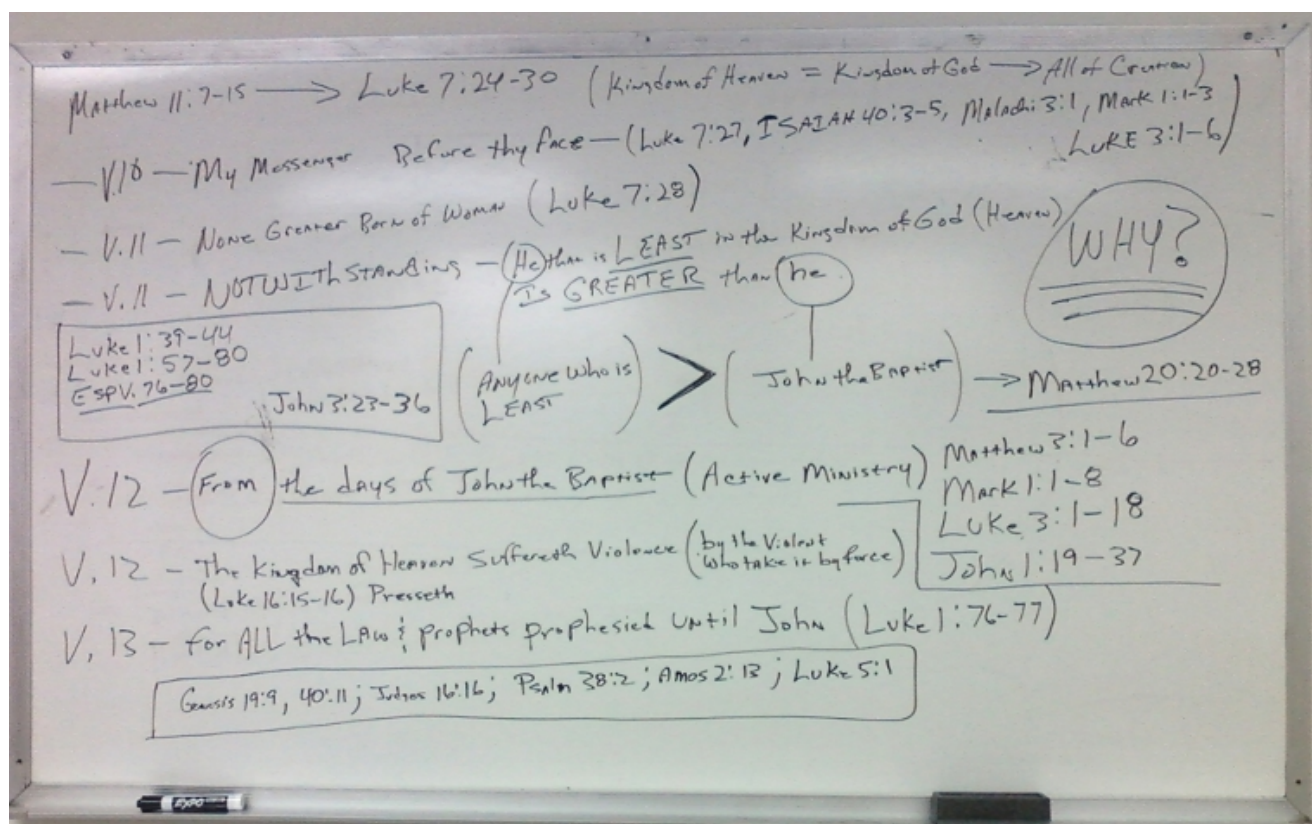 Matthew 11:7-15 → Luke 7:24-30 (Kingdom of Heaven = Kingdom of God → All of Creation)
— V.10 — My Messenger Before thy face — (Luke 7:27, ISAIAH 40:3-5, Malachi 3:1, Mark 1:1-3
LUKE 3:1-6)
— V.11 — None Greater Born of Woman (Luke 7:28)
— V.11 — NOTWITHSTANDING — (He) than is LEAST in the Kingdom of God (Heaven)
IS GREATER than he
WHY?
Luke 1:39-44
Luke 1:57-80
ESP V. 76-80
John 3:23-36
(ANYONE who is
LEAST) > (John the Baptist) → Matthew 20:20-28
V.12 — From the days of John the Baptist (Active Ministry)
Matthew 3:1-6
Mark 1:1-8
Luke 3:1-18
John 1:19-37
V.12 — The Kingdom of Heaven Suffereth Violence (by the Violent
who take it by force)
(Luke 16:15-16) Presseth
V.13 — for ALL the LAW & prophets prophesied until John (Luke 1:76-77)
Genesis 19:9, 40:11; Judges 16:16; Psalm 38:2; Amos 2:13; Luke 5:1
EXPO